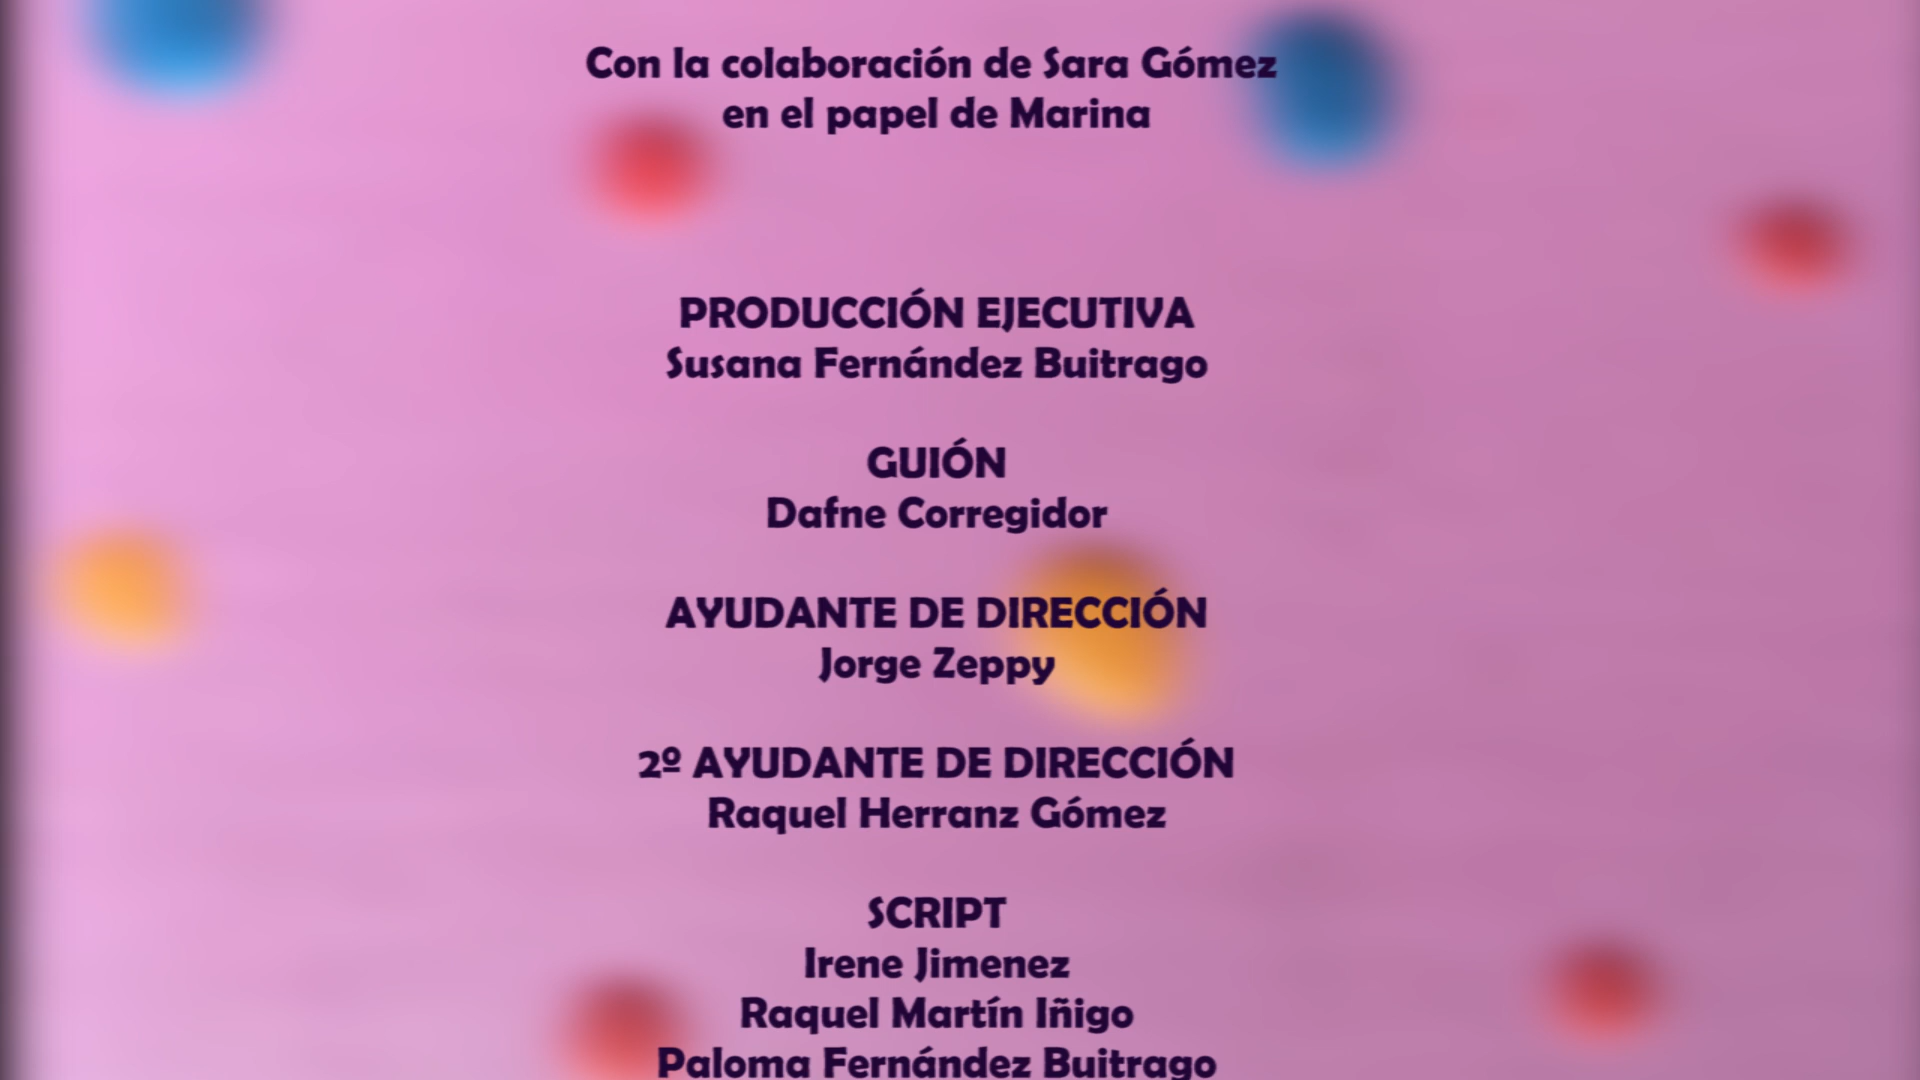 Con la colaboración de Sara Gómez
en el papel de Marina
PRODUCCIÓN EJECUTIVA
Susana Fernández Buitrago
GUIÓN
Dafne Corregidor
AYUDANTE DE DIRECCIÓN
Jorge Zeppy
2º AYUDANTE DE DIRECCIÓN
Raquel Herranz Gómez
SCRIPT
Irene Jimenez
Raquel Martín Iñigo
Paloma Fernández Buitrago